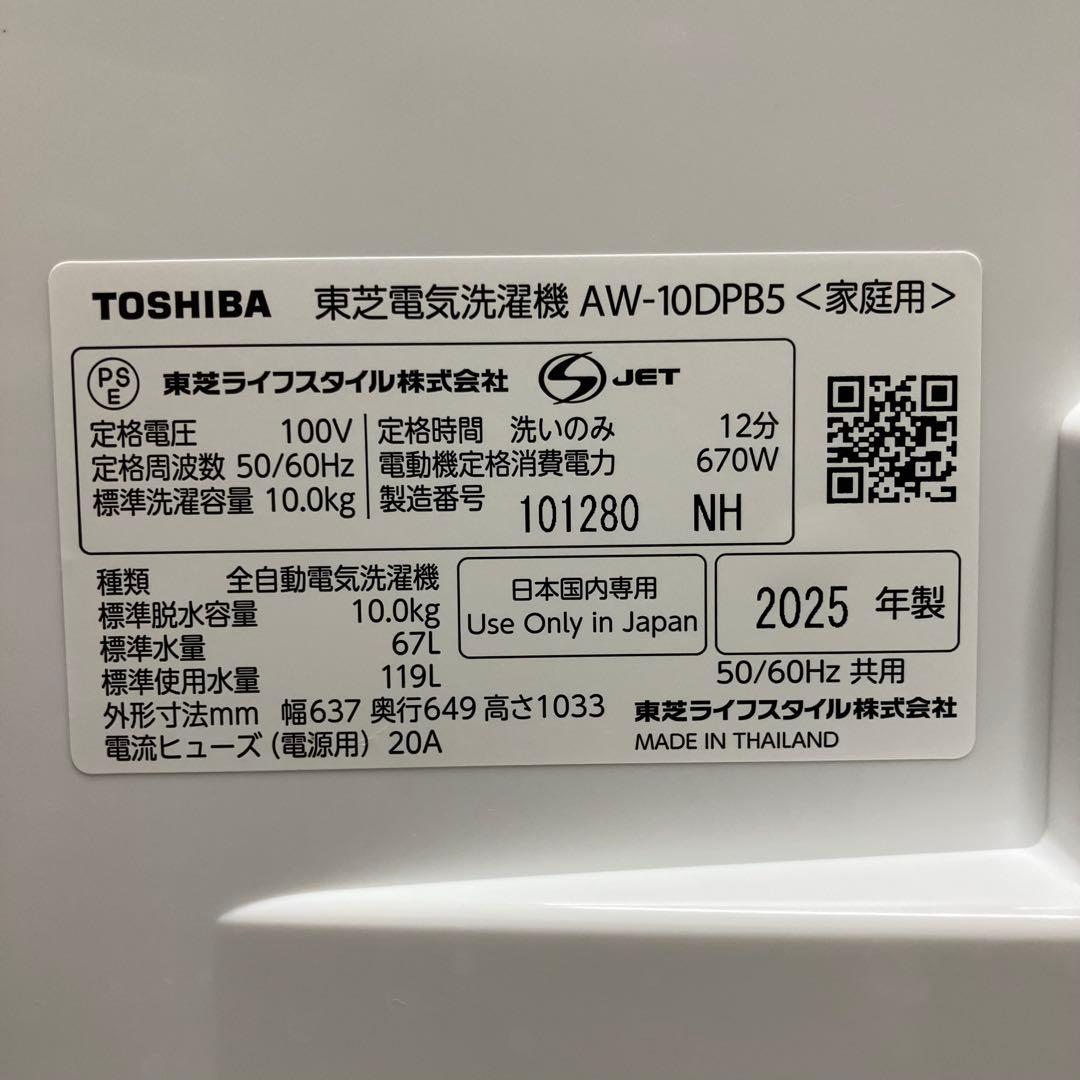 TOSHIBA 東芝電気洗濯機 AW-10DPB5 <家庭用>
PSE 東芝ライフスタイル株式会社 S JET
定格電圧 100V
定格周波数 50/60Hz
標準洗濯容量 10.0kg
定格時間 洗いのみ 12分
電動機定格消費電力 670W
製造番号 101280 NH
種類 全自動電気洗濯機
標準脱水容量 10.0kg
標準水量 67L
標準使用水量 119L
外形寸法mm 幅637 奥行649 高さ1033
電流ヒューズ (電源用) 20A
日本国内専用
Use Only in Japan
2025 年製
50/60Hz 共用
東芝ライフスタイル株式会社
MADE IN THAILAND